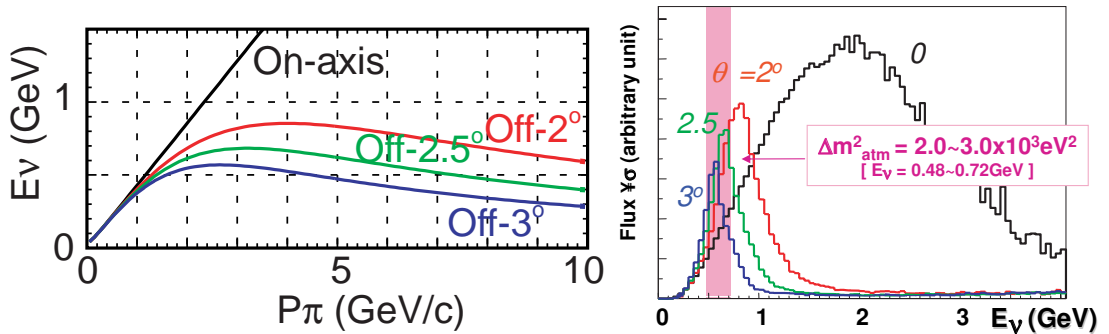 Eν (GeV)
1
0
On-axis
Off-2°
Off-2.5°
Off-3°
0
5
10
Pπ (GeV/c)
Flux ¥σ (arbitrary unit)
0
θ =2°
2.5
3°
Δm²atm = 2.0~3.0x10³eV²
[ Eν = 0.48~0.72GeV ]
0
1
2
3
Eν (GeV)